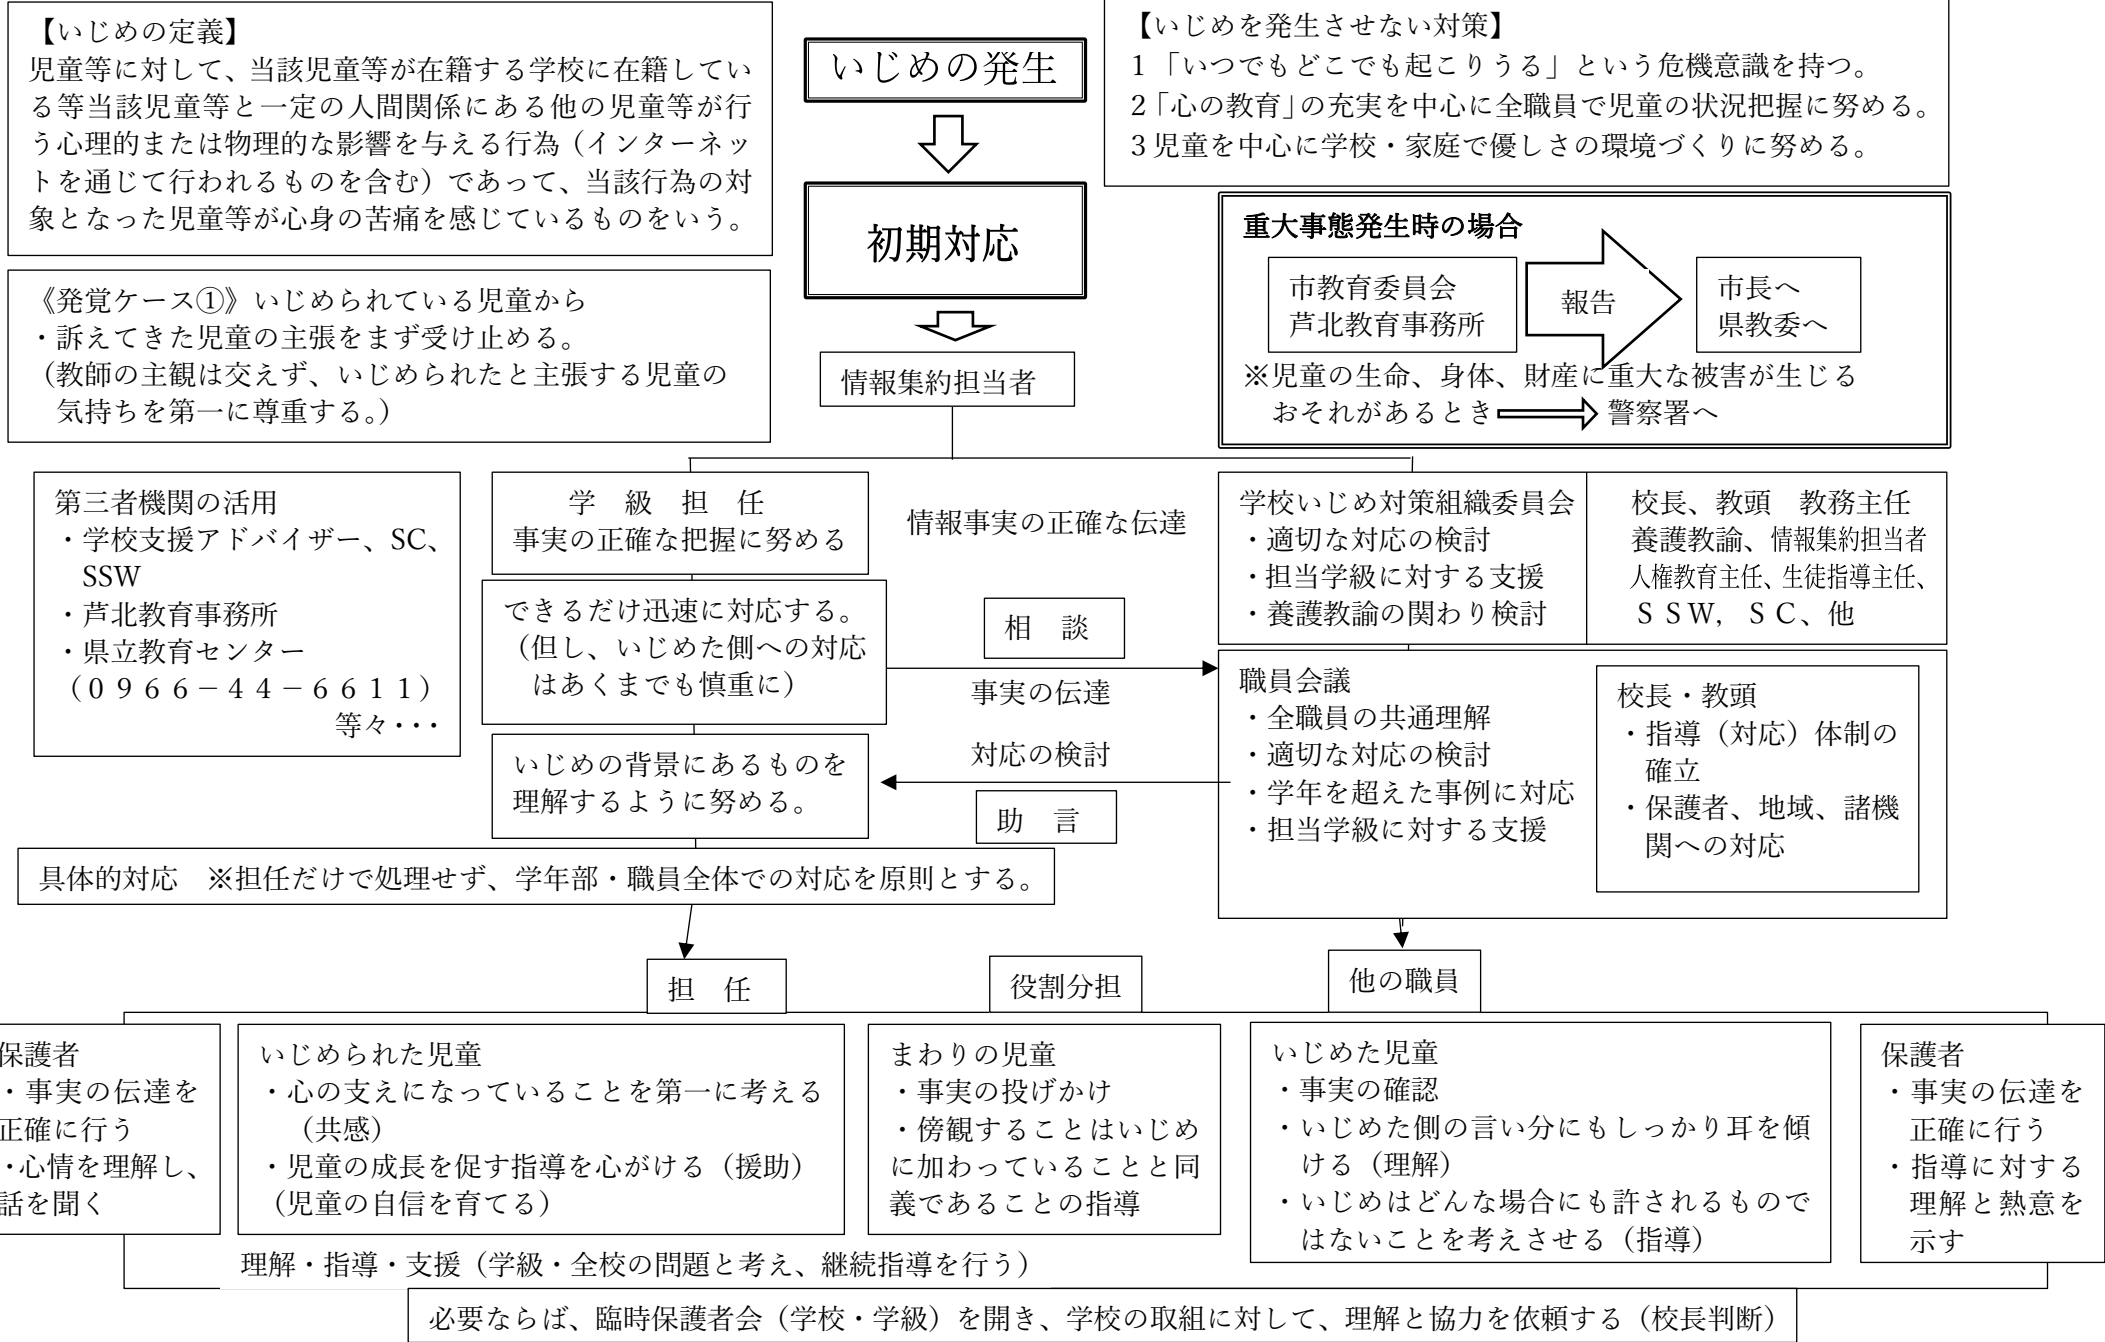 【いじめの定義】
児童等に対して、当該児童等が在籍する学校に在籍してい
る等当該児童等と一定の人間関係にある他の児童等が行
う心理的または物理的な影響を与える行為（インターネッ
トを通じて行われるものを含む）であって、当該行為の対
象となった児童等が心身の苦痛を感じているものをいう。
いじめの発生
初期対応
【いじめを発生させない対策】
1 「いつでもどこでも起こりうる」という危機意識を持つ。
2「心の教育」の充実を中心に全職員で児童の状況把握に努める。
3 児童を中心に学校・家庭で優しさの環境づくりに努める。
重大事態発生時の場合
市教育委員会
芦北教育事務所
報告
市長へ
県教委へ
※児童の生命、身体、財産に重大な被害が生じる
おそれがあるとき
警察署へ
《発覚ケース①》いじめられている児童から
・訴えてきた児童の主張をまず受け止める。
（教師の主観は交えず、いじめられたと主張する児童の
気持ちを第一に尊重する。）
情報集約担当者
第三者機関の活用
・学校支援アドバイザー、SC、
SSW
・芦北教育事務所
・県立教育センター
（０９６６－４４－６６１１）
等々・・・
学　級　担　任
事実の正確な把握に努める
情報事実の正確な伝達
できるだけ迅速に対応する。
（但し、いじめた側への対応
はあくまでも慎重に）
相　談
事実の伝達
対応の検討
助　言
いじめの背景にあるものを
理解するように努める。
学校いじめ対策組織委員会
・適切な対応の検討
・担当学級に対する支援
・養護教諭の関わり検討
校長、教頭　教務主任
養護教諭、情報集約担当者
人権教育主任、生徒指導主任、
ＳＳＷ，ＳＣ、他
職員会議
・全職員の共通理解
・適切な対応の検討
・学年を超えた事例に対応
・担当学級に対する支援
校長・教頭
・指導（対応）体制の
確立
・保護者、地域、諸機
関への対応
具体的対応　※担任だけで処理せず、学年部・職員全体での対応を原則とする。
担　任
役割分担
他の職員
保護者
・事実の伝達を
正確に行う
・心情を理解し、
話を聞く
いじめられた児童
・心の支えになっていることを第一に考える
（共感）
・児童の成長を促す指導を心がける（援助）
（児童の自信を育てる）
まわりの児童
・事実の投げかけ
・傍観することはいじめ
に加わっていることと同
義であることの指導
いじめた児童
・事実の確認
・いじめた側の言い分にもしっかり耳を傾
ける（理解）
・いじめはどんな場合にも許されるもので
はないことを考えさせる（指導）
保護者
・事実の伝達を
正確に行う
・指導に対する
理解と熱意を
示す
理解・指導・支援（学級・全校の問題と考え、継続指導を行う）
必要ならば、臨時保護者会（学校・学級）を開き、学校の取組に対して、理解と協力を依頼する（校長判断）